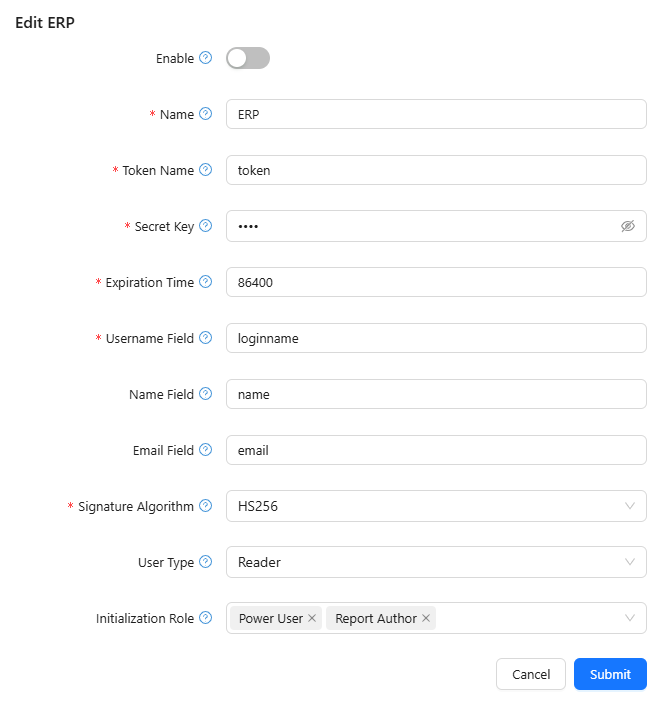 Edit ERP
Enable
* Name ERP
* Token Name token
* Secret Key ••••
* Expiration Time 86400
* Username Field loginname
Name Field name
Email Field email
* Signature Algorithm HS256
User Type Reader
Initialization Role Power User × Report Author ×
Cancel Submit